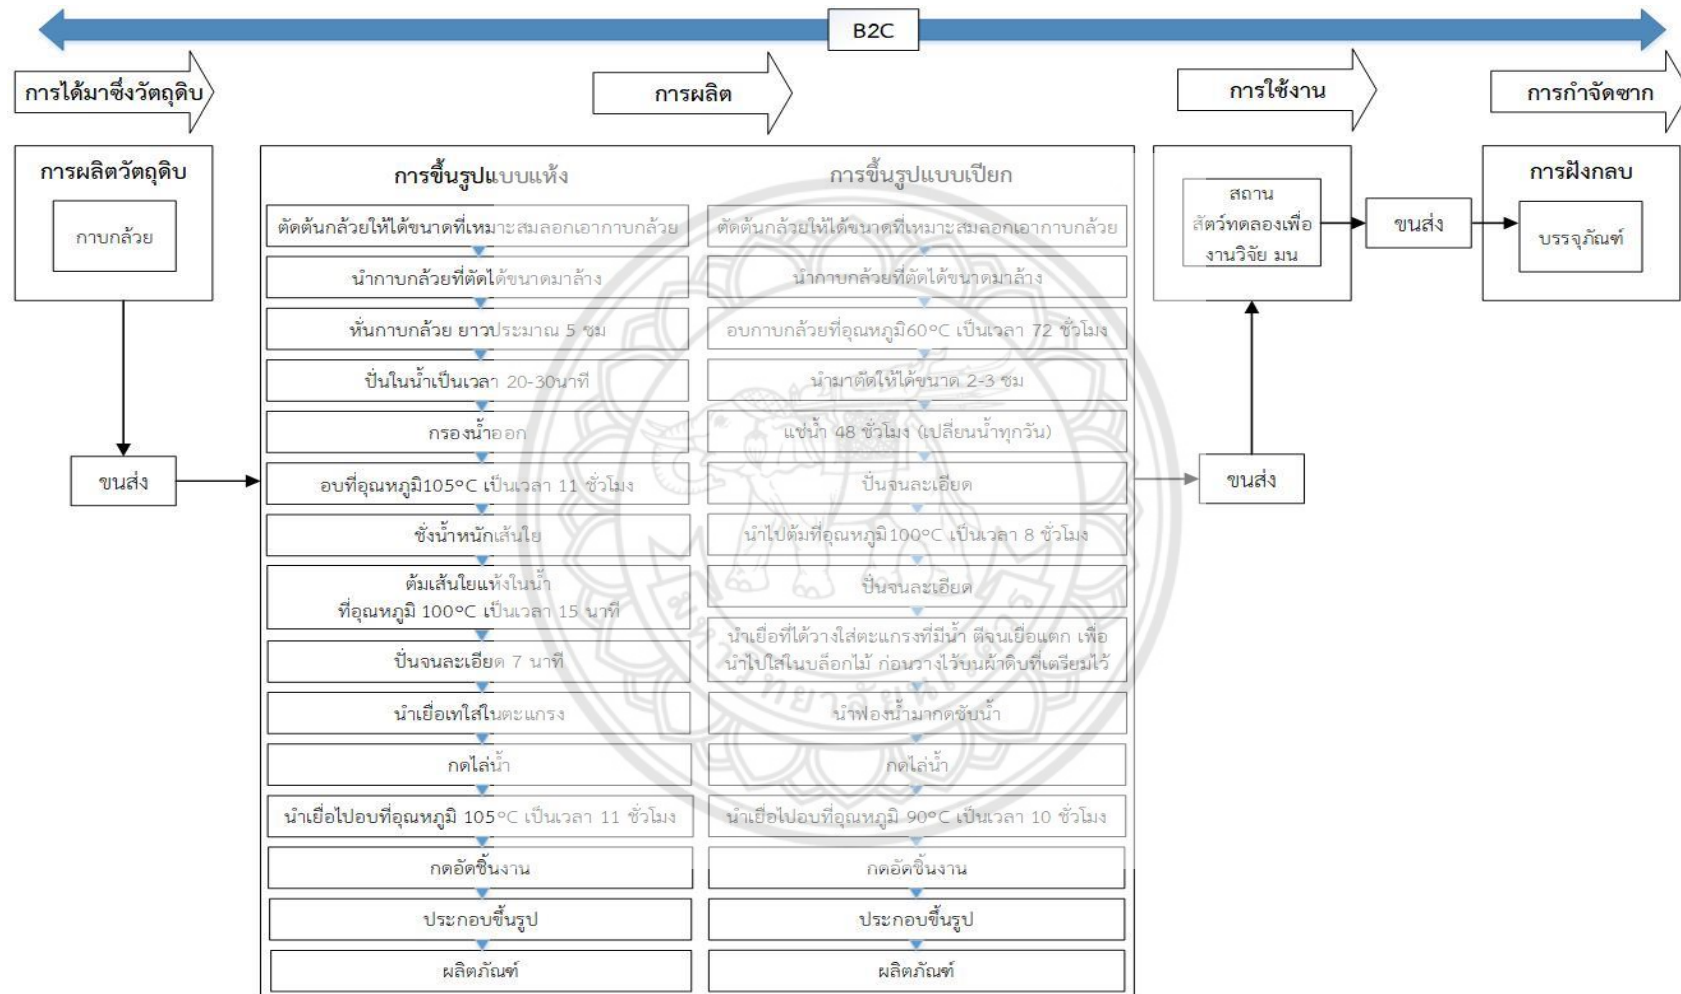 B2C
การได้มาซึ่งวัตถุดิบ
การผลิต
การใช้งาน
การกำจัดซาก
การผลิตวัตถุดิบ
กาบกล้วย
ขนส่ง
การขึ้นรูปแบบแห้ง
ตัดต้นกล้วยให้ได้ขนาดที่เหมาะสมลอกเอากาบกล้วย
นำกาบกล้วยที่ตัดได้ขนาดมาล้าง
หั่นกาบกล้วย ยาวประมาณ 5 ซม
ปั่นในน้ำเป็นเวลา 20-30นาที
กรองน้ำออก
อบที่อุณหภูมิ105°C เป็นเวลา 11 ชั่วโมง
ชั่งน้ำหนักเส้นใย
ต้มเส้นใยแห้งในน้ำ
ที่อุณหภูมิ 100°C เป็นเวลา 15 นาที
ปั่นจนละเอียด 7 นาที
นำเยื่อเทใส่ในตะแกรง
กดไล่น้ำ
นำเยื่อไปอบที่อุณหภูมิ 105°C เป็นเวลา 11 ชั่วโมง
กดอัดชิ้นงาน
ประกอบขึ้นรูป
ผลิตภัณฑ์
การขึ้นรูปแบบเปียก
ตัดต้นกล้วยให้ได้ขนาดที่เหมาะสมลอกเอากาบกล้วย
นำกาบกล้วยที่ตัดได้ขนาดมาล้าง
อบกาบกล้วยที่อุณหภูมิ60°C เป็นเวลา 72 ชั่วโมง
นำมาตัดให้ได้ขนาด 2-3 ซม
แช่น้ำ 48 ชั่วโมง (เปลี่ยนน้ำทุกวัน)
ปั่นจนละเอียด
นำไปต้มที่อุณหภูมิ100°C เป็นเวลา 8 ชั่วโมง
ปั่นจนละเอียด
นำเยื่อที่ได้วางใส่ตะแกรงที่มีน้ำ ตีจนเยื่อแตก เพื่อ
นำไปใส่ในบล็อกไม้ ก่อนวางไว้บนผ้าดิบที่เตรียมไว้
นำฟองน้ำมากดซับน้ำ
กดไล่น้ำ
นำเยื่อไปอบที่อุณหภูมิ 90°C เป็นเวลา 10 ชั่วโมง
กดอัดชิ้นงาน
ประกอบขึ้นรูป
ผลิตภัณฑ์
ขนส่ง
สถาน
สัตว์ทดลองเพื่อ
งานวิจัย มน
ขนส่ง
การฝังกลบ
บรรจุภัณฑ์
มหาวิทยาลัยนเรศวร